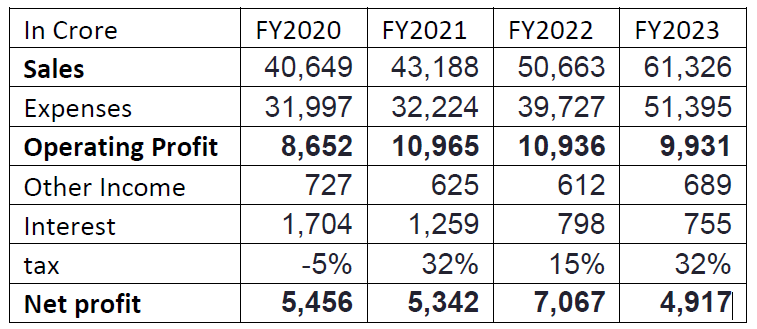 In Crore FY2020 FY2021 FY2022 FY2023
Sales 40,649 43,188 50,663 61,326
Expenses 31,997 32,224 39,727 51,395
Operating Profit 8,652 10,965 10,936 9,931
Other Income 727 625 612 689
Interest 1,704 1,259 798 755
tax -5% 32% 15% 32%
Net profit 5,456 5,342 7,067 4,917